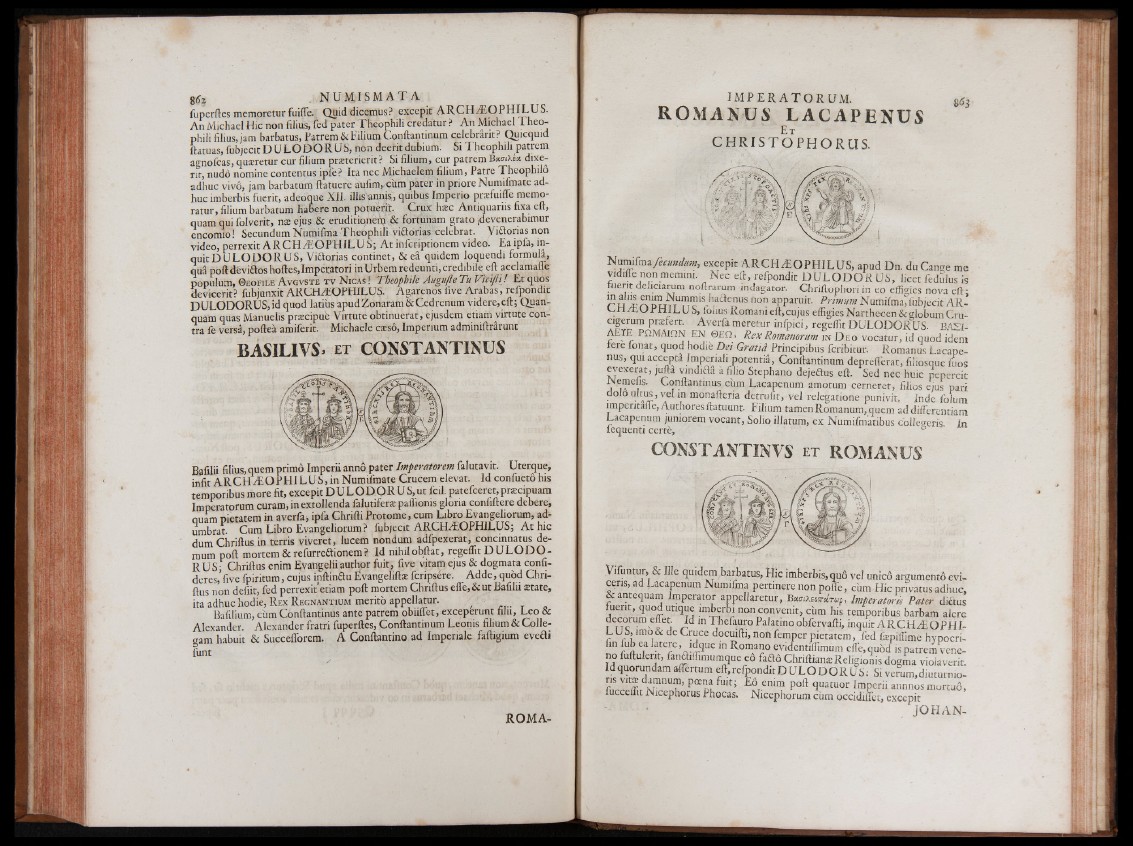 862 NUMISMATA
ſuperſtes memoretur fuiſſe. Quid dicemus? excepit ARCHÆOPHILUS.
An Michael Hic non filius, ſed pater Theophili credatur? An Michael Theo-
phili filius, jam barbatus, Patrem & Filium Conſtantinum celebrârit? Quicquid
ſtatuas, ſubjecit DULODORUS, non deerit dubium. Si Theophili patrem
agnoſcas, quæretur cur filium præterierit? Si filium, cur patrem Βασιλέα dixe-
rit, nudô nomine contentus ipſe? Ita nec Michaelem filium, Patre Theophilô
adhuc vivô, jam barbatum ſtatuere auſim, cùm pater in priore Numiſmate ad-
huc imberbis fuerit, adeoque XII. illis annis, quibus Imperio præfuiſſe memo-
ratur, filium barbarum habere non potuerit. Crux hæc Antiquariis fixa eſt,
quam qui ſolverit, næ ejus & eruditionem & fortunam grato devenerabimur
encomiô! Secundum Numiſma Theophili victorias celebrat. Victorias non
video, perrexit ARCHÆOPHILUS; At inſcriptionem video. Ea ipſa, in-
quit DULODORUS, Victorias continet, & eâ quidem loquendi formulâ,
quâ poſt devictos hoſtes, Imperatori in Urbem redeunti, credibile eſt acclamaſſe
populum, ΘΕΟFILE AVGVSTE TV NICAS! Theophile Auguſte Tu Viciſti! Et quos
devicerit? ſubjunxit ARCHÆOPHILUS. Agarenos ſive Arabas, reſpondit
DULODORUS, id quod latiùs apud Zonaram & Cedrenum videre, eſt; Quan-
quam quas Manuelis præcipuè Virtute obtinuerat, ejusdem etiam virtute con-
tra ſe versâ, poſteà amiſerit. Michaele cæsô, Imperium adminiſtrârunt
BASILIVS, ET CONSTANTINUS
Baſilii filius, quem primô Imperii annô pater Imperatorem ſalutavit. Uterque,
infit ARCHÆOPHILUS, in Numiſmate Crucem elevat. Id conſuetô his
temporibus more fit, excepit DULODORUS, ut ſcil. pateſceret, præcipuam
Imperatorum curam, in extollenda ſalutiferæ paſſionis gloria conſiſtere debere,
quam pietatem in averſa, ipſa Chriſti Protome, cum Libro Evangeliorum, ad-
umbrat. Cum Libro Evangeliorum? ſubjecit ARCHÆOPHILUS; At hic
dum Chriſtus in terris viveret, lucem nondum adſpexerat, concinnatus de-
mum poſt mortem & reſurrectionem? Id nihil obſtat, regeſſit DULODO-
RUS; Chriſtus enim Evangelii author fuit, ſive vitam ejus & dogmata conſi-
deres, ſive ſpiritum, cujus inſtinctu Evangeliſtæ ſcripsêre. Adde, quòd Chri-
ſtus non deſiit, ſed perrexit etiam poſt mortem Chriſtus eſſe, & ut Baſilii ætate,
ita adhuc hodie, REX REGNANTIUM meritò appellatur.
Baſilium, cùm Conſtantinus ante patrem obiiſſet, excepêrunt filii, Leo &
Alexander. Alexander fratri ſuperſtes, Conſtantinum Leonis filium & Colle-
gam habuit & Succeſſorem. A Conſtantino ad Imperiale faſtigium evecti
ſunt
ROMA-
IMPERATORUM. 863
ROMANUS LACAPENUS
ET
CHRISTOPHORUS.
Numiſma ſecundum, excepit ARCHÆOPHILUS, apud Dn. du Cange me
vidiſſe non memini. Nec eſt, reſpondit DULODORUS, licet ſedulus is
fuerit deliciarum noſtrarum indagator. Chriſtophori in eo effigies nova eſt;
in aliis enim Nummis hactenus non apparuit. Primum Numiſma, ſubjecit AR-
CHÆOPHILUS, ſolius Romani eſt, cujus effigies Narthecen & globum Cru-
cigerum præfert. Averſa meretur inſpici, regeſſit DULODORUS. ΒΑΣΙ-
ΛΕΤΕ ΡΩΜΑΙΩΝ ΕΝ ΘΕΩ. Rex Romanorum IN DEO vocatur, id quod idem
ferè ſonat, quod hodiè Dei Gratiâ Principibus ſcribitur. Romanus Lacape-
nus, qui acceptâ Imperiali potentiâ, Conſtantinum depreſſerat, filiosque ſuos
evexerat, juſtâ vindictâ à filio Stephano dejectus eſt. Sed nec huic pepercit
Nemeſis. Conſtantinus cùm Lacapenum amotum cerneret, filios ejus pari
dolô uſus, vel in monaſteria detruſit, vel relegatione punivit. Inde ſolum
imperitâſſe, Authores ſtatuunt. Filium tamen Romanum, quem ad differentiam
Lacapenum juniorem vocant, Solio illatum, ex Numiſmatibus collegeris. In
ſequenti certè,
CONSTANTINVS ET ROMANUS
Viſuntur, & Ille quidem barbatus, Hic imberbis, quô vel unicô argumentô evi-
ceris, ad Lacapenum Numiſma pertinere non poſſe, cùm Hic privatus adhuc,
& antequam Imperator appellaretur, Βασιλεοπάτωρ, Imperatoris Pater dictus
fuerit, quod utique imberbi non convenit, cùm his temporibus barbam alere
decorum eſſet. Id in Theſauro Palatino obſervaſti, inquit ARCHÆOPHI-
LUS, imò & de Cruce docuiſti, non ſemper pietatem, ſed ſæpiſſime hypocri-
ſin ſub ea latere, idque in Romano evidentiſſimum eſſe, quòd is patrem vene-
no ſuſtulerit, ſanctiſſimumque eô factô Chriſtianæ Religionis dogma violaverit.
Id quorundam aſſertum eſt, reſpondit DULODORUS: Si verum, diuturnio-
ris vitæ damnum, pœna fuit; Eô enim poſt quatuor Imperii annnos mortuô,
ſucceſſit Nicephorus Phocas. Nicephorum cùm occidiſſet, excepit
JOHAN-